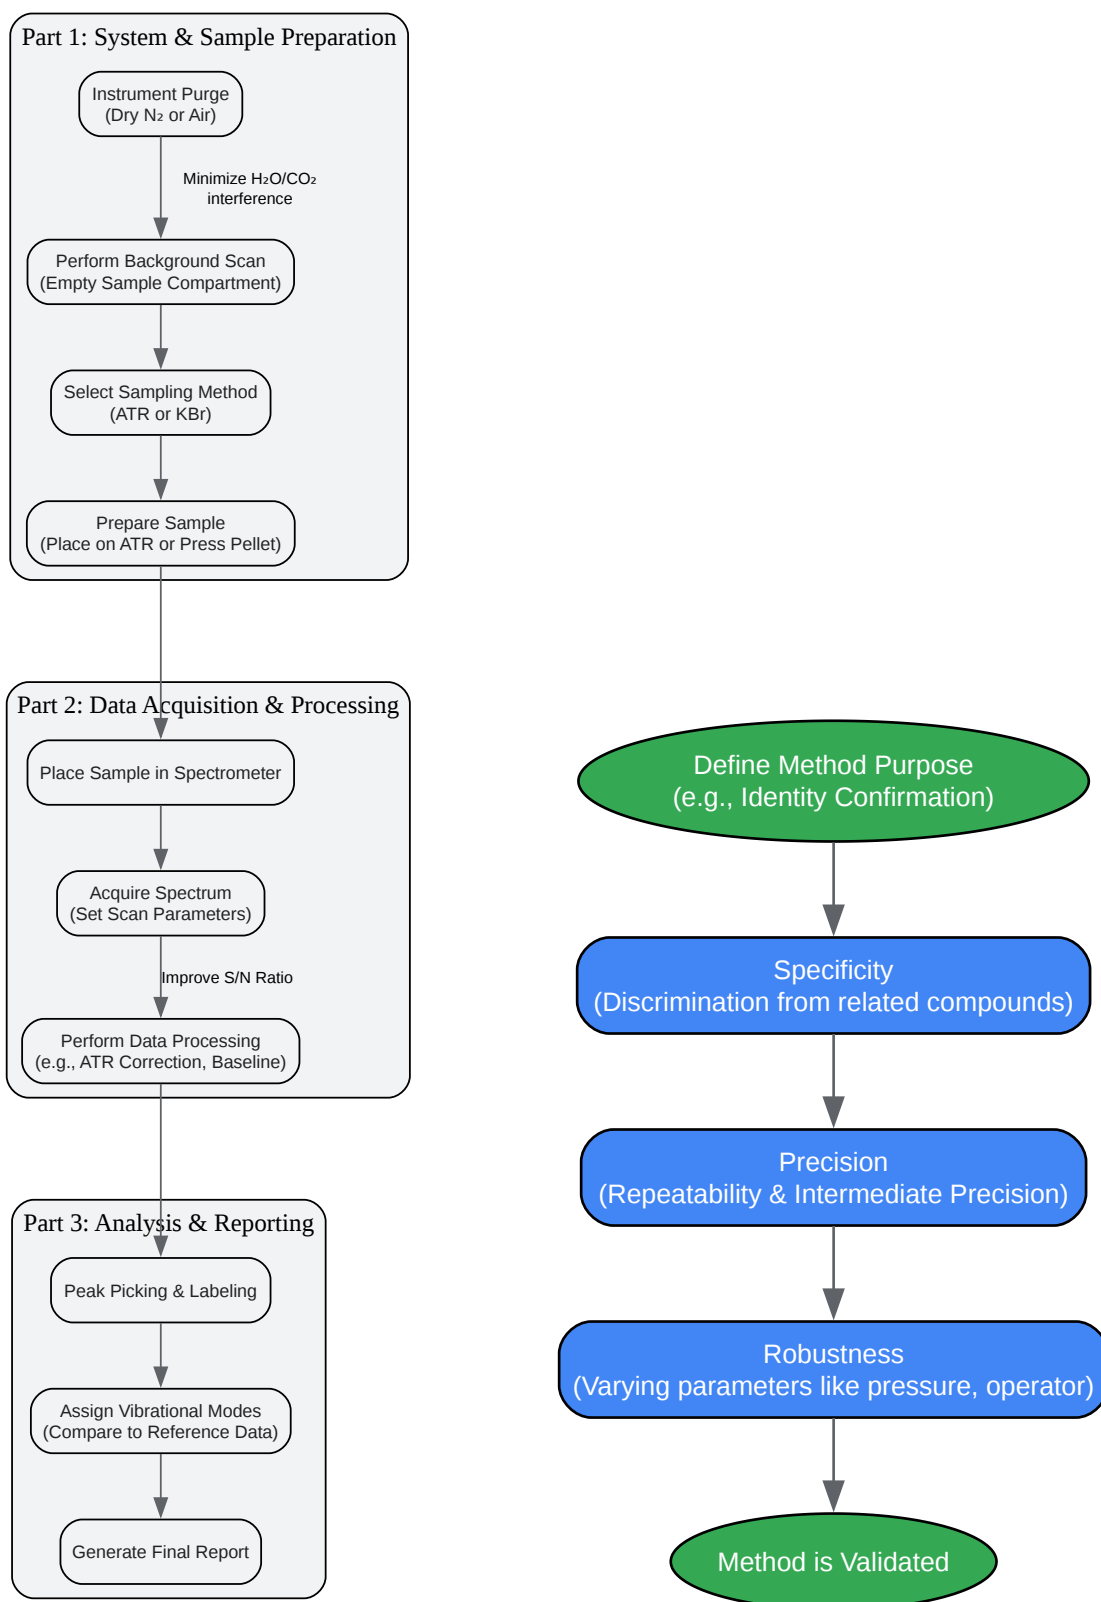 Part 1: System & Sample Preparation
Instrument Purge
(Dry N₂ or Air)
Minimize H₂O/CO₂
interference
Perform Background Scan
(Empty Sample Compartment)
Select Sampling Method
(ATR or KBr)
Prepare Sample
(Place on ATR or Press Pellet)
Part 2: Data Acquisition & Processing
Place Sample in Spectrometer
Acquire Spectrum
(Set Scan Parameters)
Improve S/N Ratio
Perform Data Processing
(e.g., ATR Correction, Baseline)
Part 3: Analysis & Reporting
Peak Picking & Labeling
Assign Vibrational Modes
(Compare to Reference Data)
Generate Final Report
Define Method Purpose
(e.g., Identity Confirmation)
Specificity
(Discrimination from related compounds)
Precision
(Repeatability & Intermediate Precision)
Robustness
(Varying parameters like pressure, operator)
Method is Validated